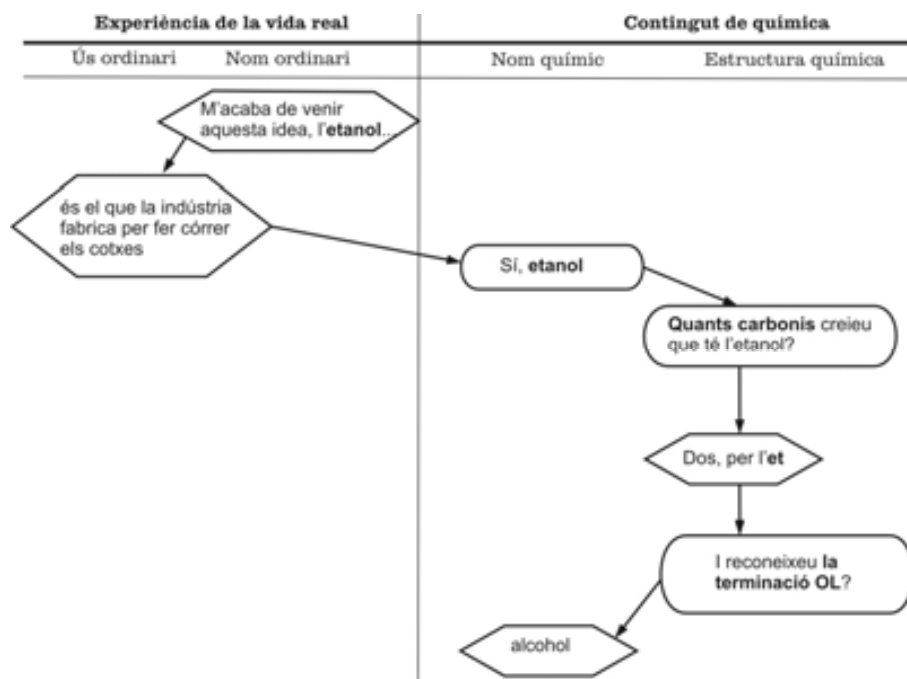 Experiència de la vida real
Contingut de química
Ús ordinari
Nom ordinari
Nom químic
Estructura química
M'acaba de venir
aquesta idea, l'etanol...
és el que la indústria
fabrica per fer córrer
els cotxes
Sí, etanol
Quants carbonis creieu
que té l'etanol?
Dos, per l'et
I reconeixeu la
terminació OL?
alcohol